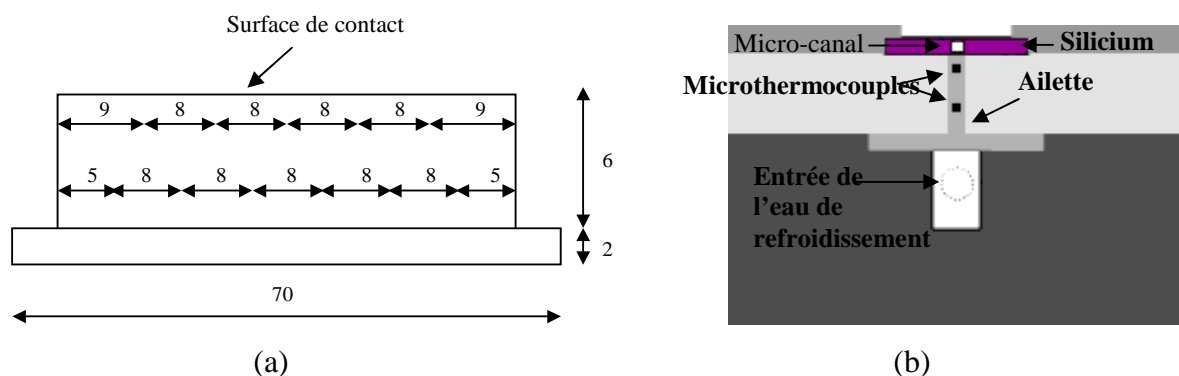 Surface de contact
9 8 8 8 8 9
5 8 8 8 8 8 5
6
2
70
(a)
Micro-canal
Silicium
Microthermocouples
Ailette
Entrée de
l'eau de
refroidissement
(b)